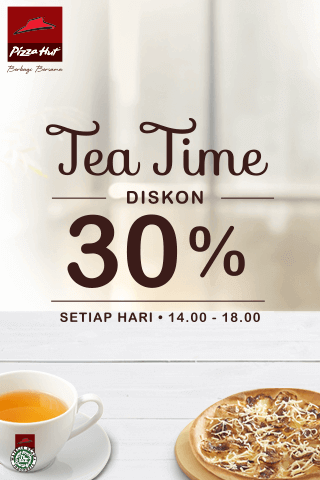 Pizza Hut
Berbagi Bersama
Tea Time
DISKON
30%
SETIAP HARI • 14.00 - 18.00